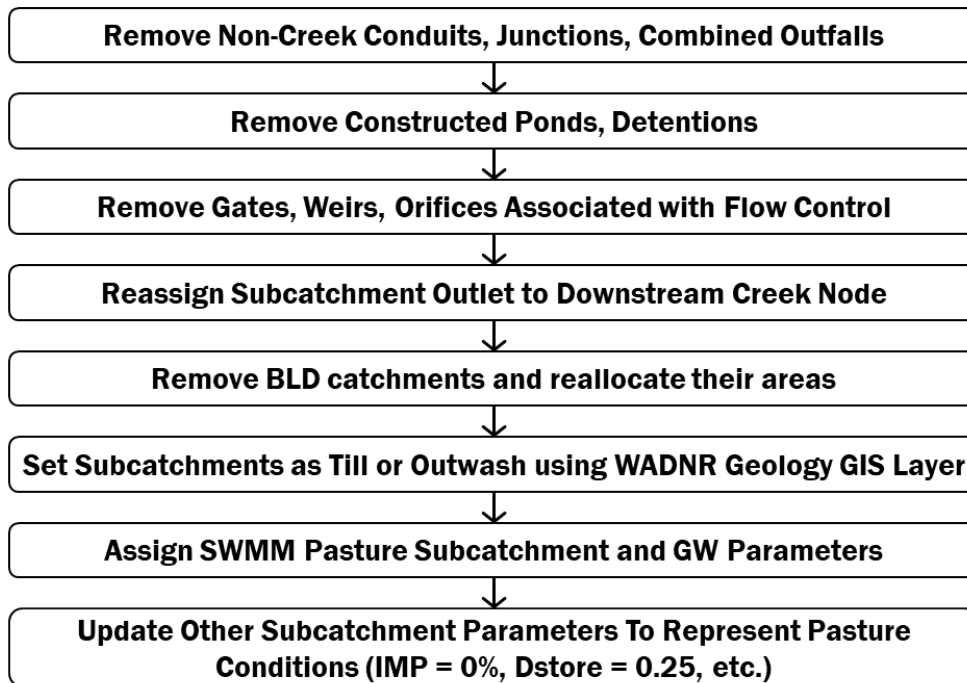 Remove Non-Creek Conduits, Junctions, Combined Outfalls
Remove Constructed Ponds, Detentions
Remove Gates, Weirs, Orifices Associated with Flow Control
Reassign Subcatchment Outlet to Downstream Creek Node
Remove BLD catchments and reallocate their areas
Set Subcatchments as Till or Outwash using WADNR Geology GIS Layer
Assign SWMM Pasture Subcatchment and GW Parameters
Update Other Subcatchment Parameters To Represent Pasture
Conditions (IMP = 0%, Dstore = 0.25, etc.)